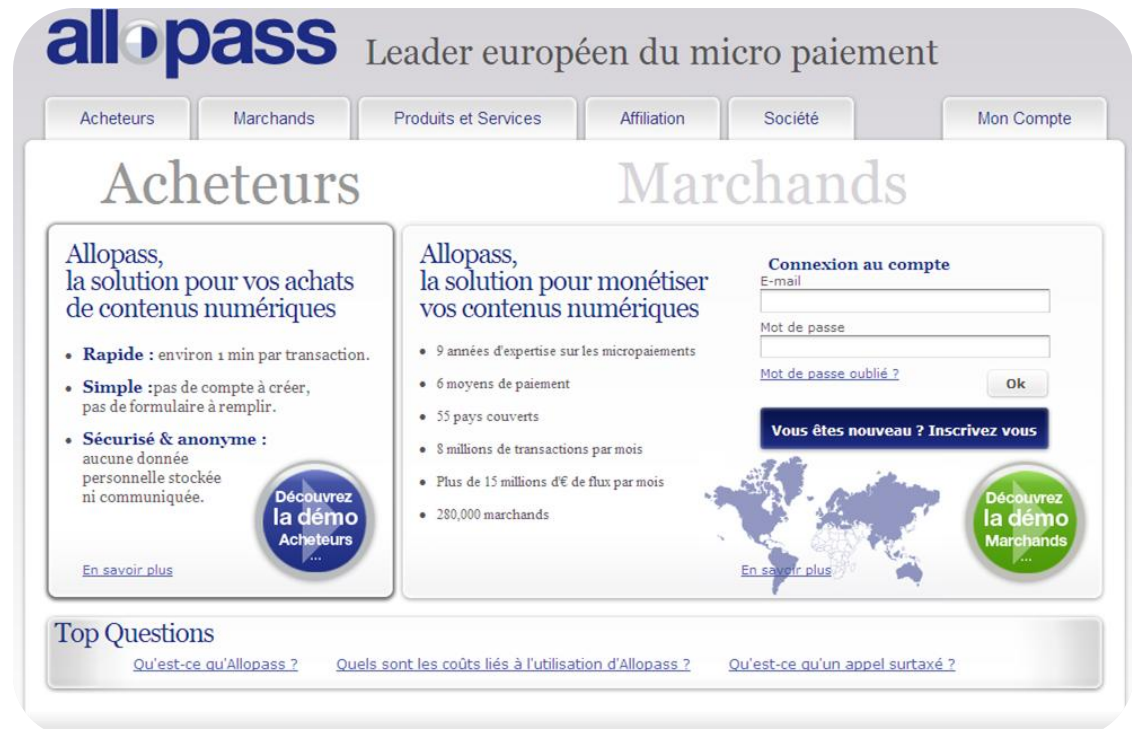 allopass Leader européen du micro paiement
Acheteurs Marchands Produits et Services Affiliation Société Mon Compte
Acheteurs
Marchands
Allopass,
la solution pour vos achats
de contenus numériques
• Rapide : environ 1 min par transaction.
• Simple :pas de compte à créer,
pas de formulaire à remplir.
• Sécurisé & anonyme :
aucune donnée
personnelle stockée
ni communiquée.
Découvrez
la démo
Acheteurs
...
En savoir plus
Allopass,
la solution pour monétiser
vos contenus numériques
• 9 années d'expertise sur les micropaiements
• 6 moyens de paiement
• 55 pays couverts
• 8 millions de transactions par mois
• Plus de 15 millions d'€ de flux par mois
• 280,000 marchands
Connexion au compte
E-mail
Mot de passe
Mot de passe oublié ?
Ok
Vous êtes nouveau ? Inscrivez vous
En savoir plus
Découvrez
la démo
Marchands
...
Top Questions
Qu'est-ce qu'Allopass ? Quels sont les coûts liés à l'utilisation d'Allopass ? Qu'est-ce qu'un appel surtaxé ?